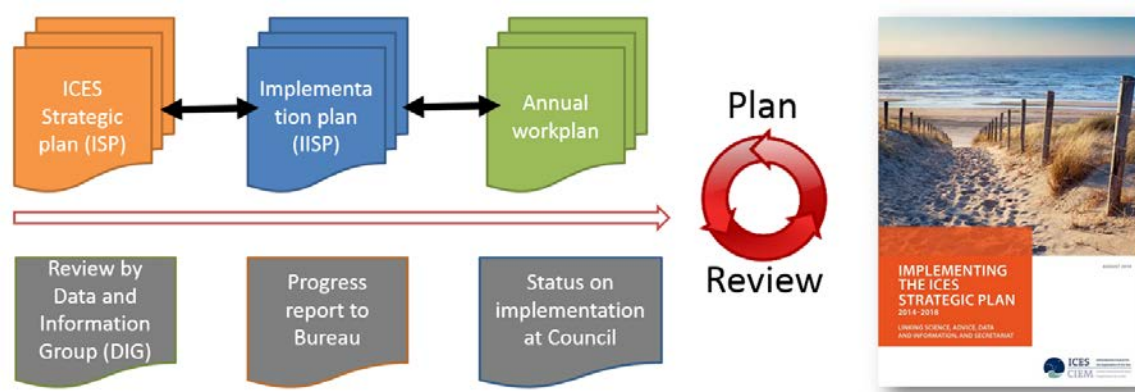 ICES
Strategic
plan (ISP)
Implementa
tion plan
(IISP)
Annual
workplan
Plan
Review
Review by
Data and
Information
Group (DIG)
Progress
report to
Bureau
Status on
implementation
at Council
IMPLEMENTING
THE ICES
STRATEGIC PLAN
2014–2018
LINKING SCIENCE, ADVICE, DATA
AND INFORMATION, AND SECRETARIAT
ICES
CIEM